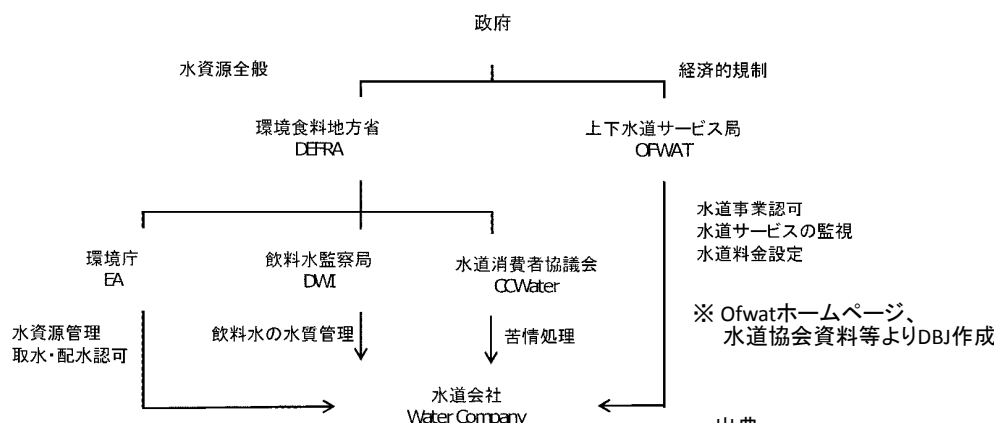 政府
水資源全般
経済的規制
環境食料地方省
DEFRA
上下水道サービス局
OFWAT
水道事業認可
水道サービスの監視
水道料金設定
環境庁
EA
飲料水監察局
DWI
水道消費者協議会
CCWater
水資源管理
取水・配水認可
飲料水の水質管理
苦情処理
※ Ofwatホームページ、
水道協会資料等よりDBJ作成
水道会社
Water Company